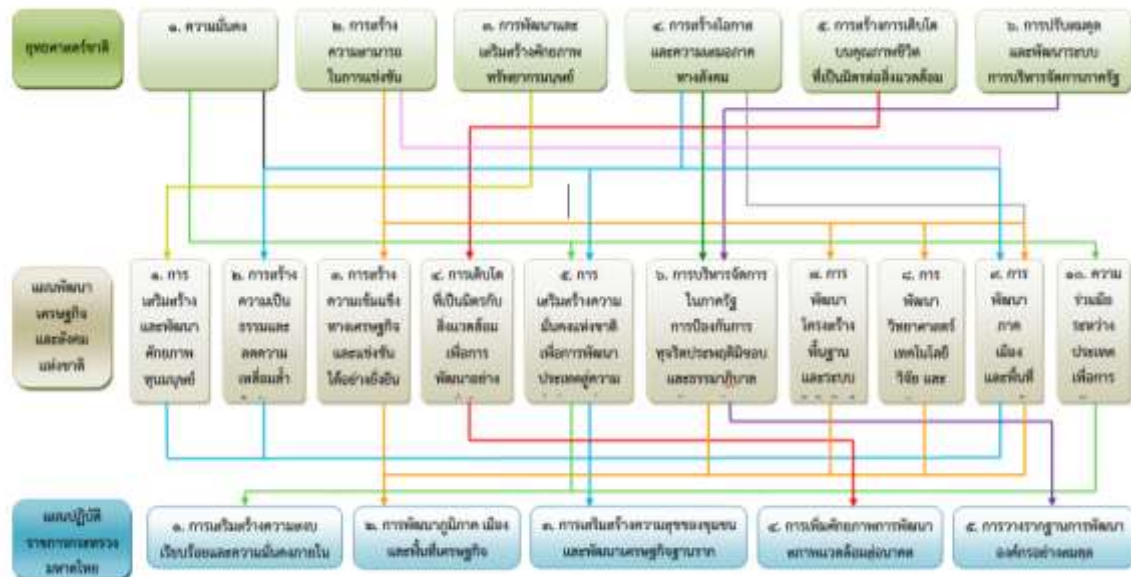 ยุทธศาสตร์ชาติ
๑. ความมั่นคง
๒. การสร้าง
ความสามารถ
ในการแข่งขัน
๓. การพัฒนาและ
เสริมสร้างศักยภาพ
ทรัพยากรมนุษย์
๔. การสร้างโอกาส
และความเสมอภาค
ทางสังคม
๕. การสร้างการเติบโต
บนคุณภาพชีวิต
ที่เป็นมิตรต่อสิ่งแวดล้อม
๖. การปรับสมดุล
และพัฒนาระบบ
การบริหารจัดการภาครัฐ
แผนพัฒนา
เศรษฐกิจ
และสังคม
แห่งชาติ
๑. การ
เสริมสร้าง
และพัฒนา
ศักยภาพ
ทุนมนุษย์
๒. การสร้าง
ความเป็น
ธรรมและ
ลดความ
เหลื่อมล้ำ
๓. การสร้าง
ความเข้มแข็ง
ทางเศรษฐกิจ
และแข่งขัน
ได้อย่างยั่งยืน
๔. การเติบโต
ที่เป็นมิตรกับ
สิ่งแวดล้อม
เพื่อการ
พัฒนาอย่าง
๕. การ
เสริมสร้างความ
มั่นคงแห่งชาติ
เพื่อการพัฒนา
ประเทศสู่ความ
๖. การบริหารจัดการ
ในภาครัฐ
การป้องกันการ
ทุจริตประพฤติมิชอบ
และธรรมาภิบาล
๗. การ
พัฒนา
โครงสร้าง
พื้นฐาน
และระบบ
๘. การ
พัฒนา
วิทยาศาสตร์
เทคโนโลยี
วิจัย และ
๙. การ
พัฒนา
ภาค
เมือง
และพื้นที่
๑๐. ความ
ร่วมมือ
ระหว่าง
ประเทศ
เพื่อการ
แผนปฏิบัติ
ราชการกระทรวง
มหาดไทย
๑. การเสริมสร้างความสงบ
เรียบร้อยและความมั่นคงภายใน
๒. การพัฒนาภูมิภาค เมือง
และพื้นที่เศรษฐกิจ
๓. การเสริมสร้างความสุขของชุมชน
และพัฒนาเศรษฐกิจฐานราก
๔. การเพิ่มศักยภาพการพัฒนา
สภาพแวดล้อมสู่อนาคต
๕. การวางรากฐานการพัฒนา
องค์กรอย่างสมดุล